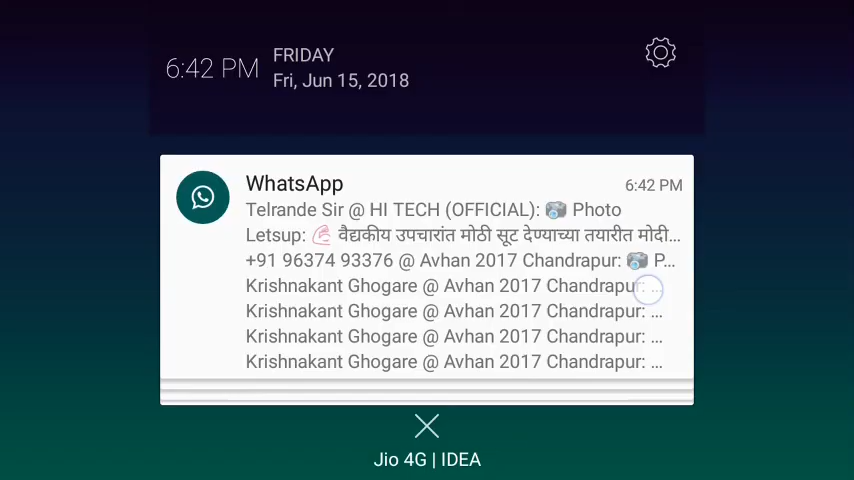 6:42 PM
FRIDAY
Fri, Jun 15, 2018
WhatsApp
6:42 PM
Telrande Sir @ HI TECH (OFFICIAL): 📷 Photo
Letsup: 💪 वैद्यकीय उपचारांत मोठी सूट देण्याच्या तयारीत मोदी...
+91 96374 93376 @ Avhan 2017 Chandrapur: 📷 P...
Krishnakant Ghogare @ Avhan 2017 Chandrapur: ...
Krishnakant Ghogare @ Avhan 2017 Chandrapur: ...
Krishnakant Ghogare @ Avhan 2017 Chandrapur: ...
Krishnakant Ghogare @ Avhan 2017 Chandrapur: ...
Jio 4G | IDEA